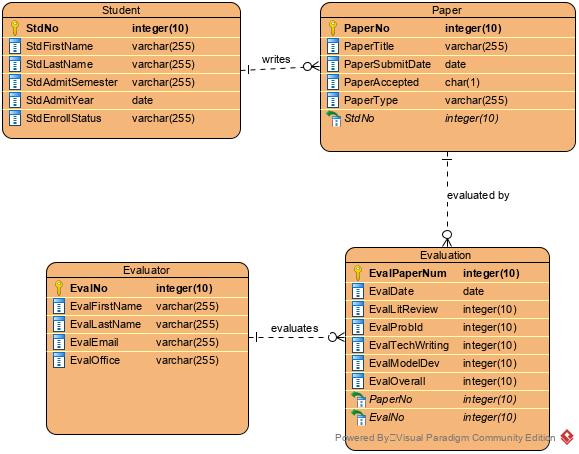 Student
StdNo integer(10)
StdFirstName varchar(255)
StdLastName varchar(255)
StdAdmitSemester varchar(255)
StdAdmitYear date
StdEnrollStatus varchar(255)
writes
Paper
PaperNo integer(10)
PaperTitle varchar(255)
PaperSubmitDate date
PaperAccepted char(1)
PaperType varchar(255)
StdNo integer(10)
evaluated by
Evaluator
EvalNo integer(10)
EvalFirstName varchar(255)
EvalLastName varchar(255)
EvalEmail varchar(255)
EvalOffice varchar(255)
evaluates
Evaluation
EvalPaperNum integer(10)
EvalDate date
EvalLitReview integer(10)
EvalProbId integer(10)
EvalTechWriting integer(10)
EvalModelDev integer(10)
EvalOverall integer(10)
PaperNo integer(10)
EvalNo integer(10)
Powered By Visual Paradigm Community Edition